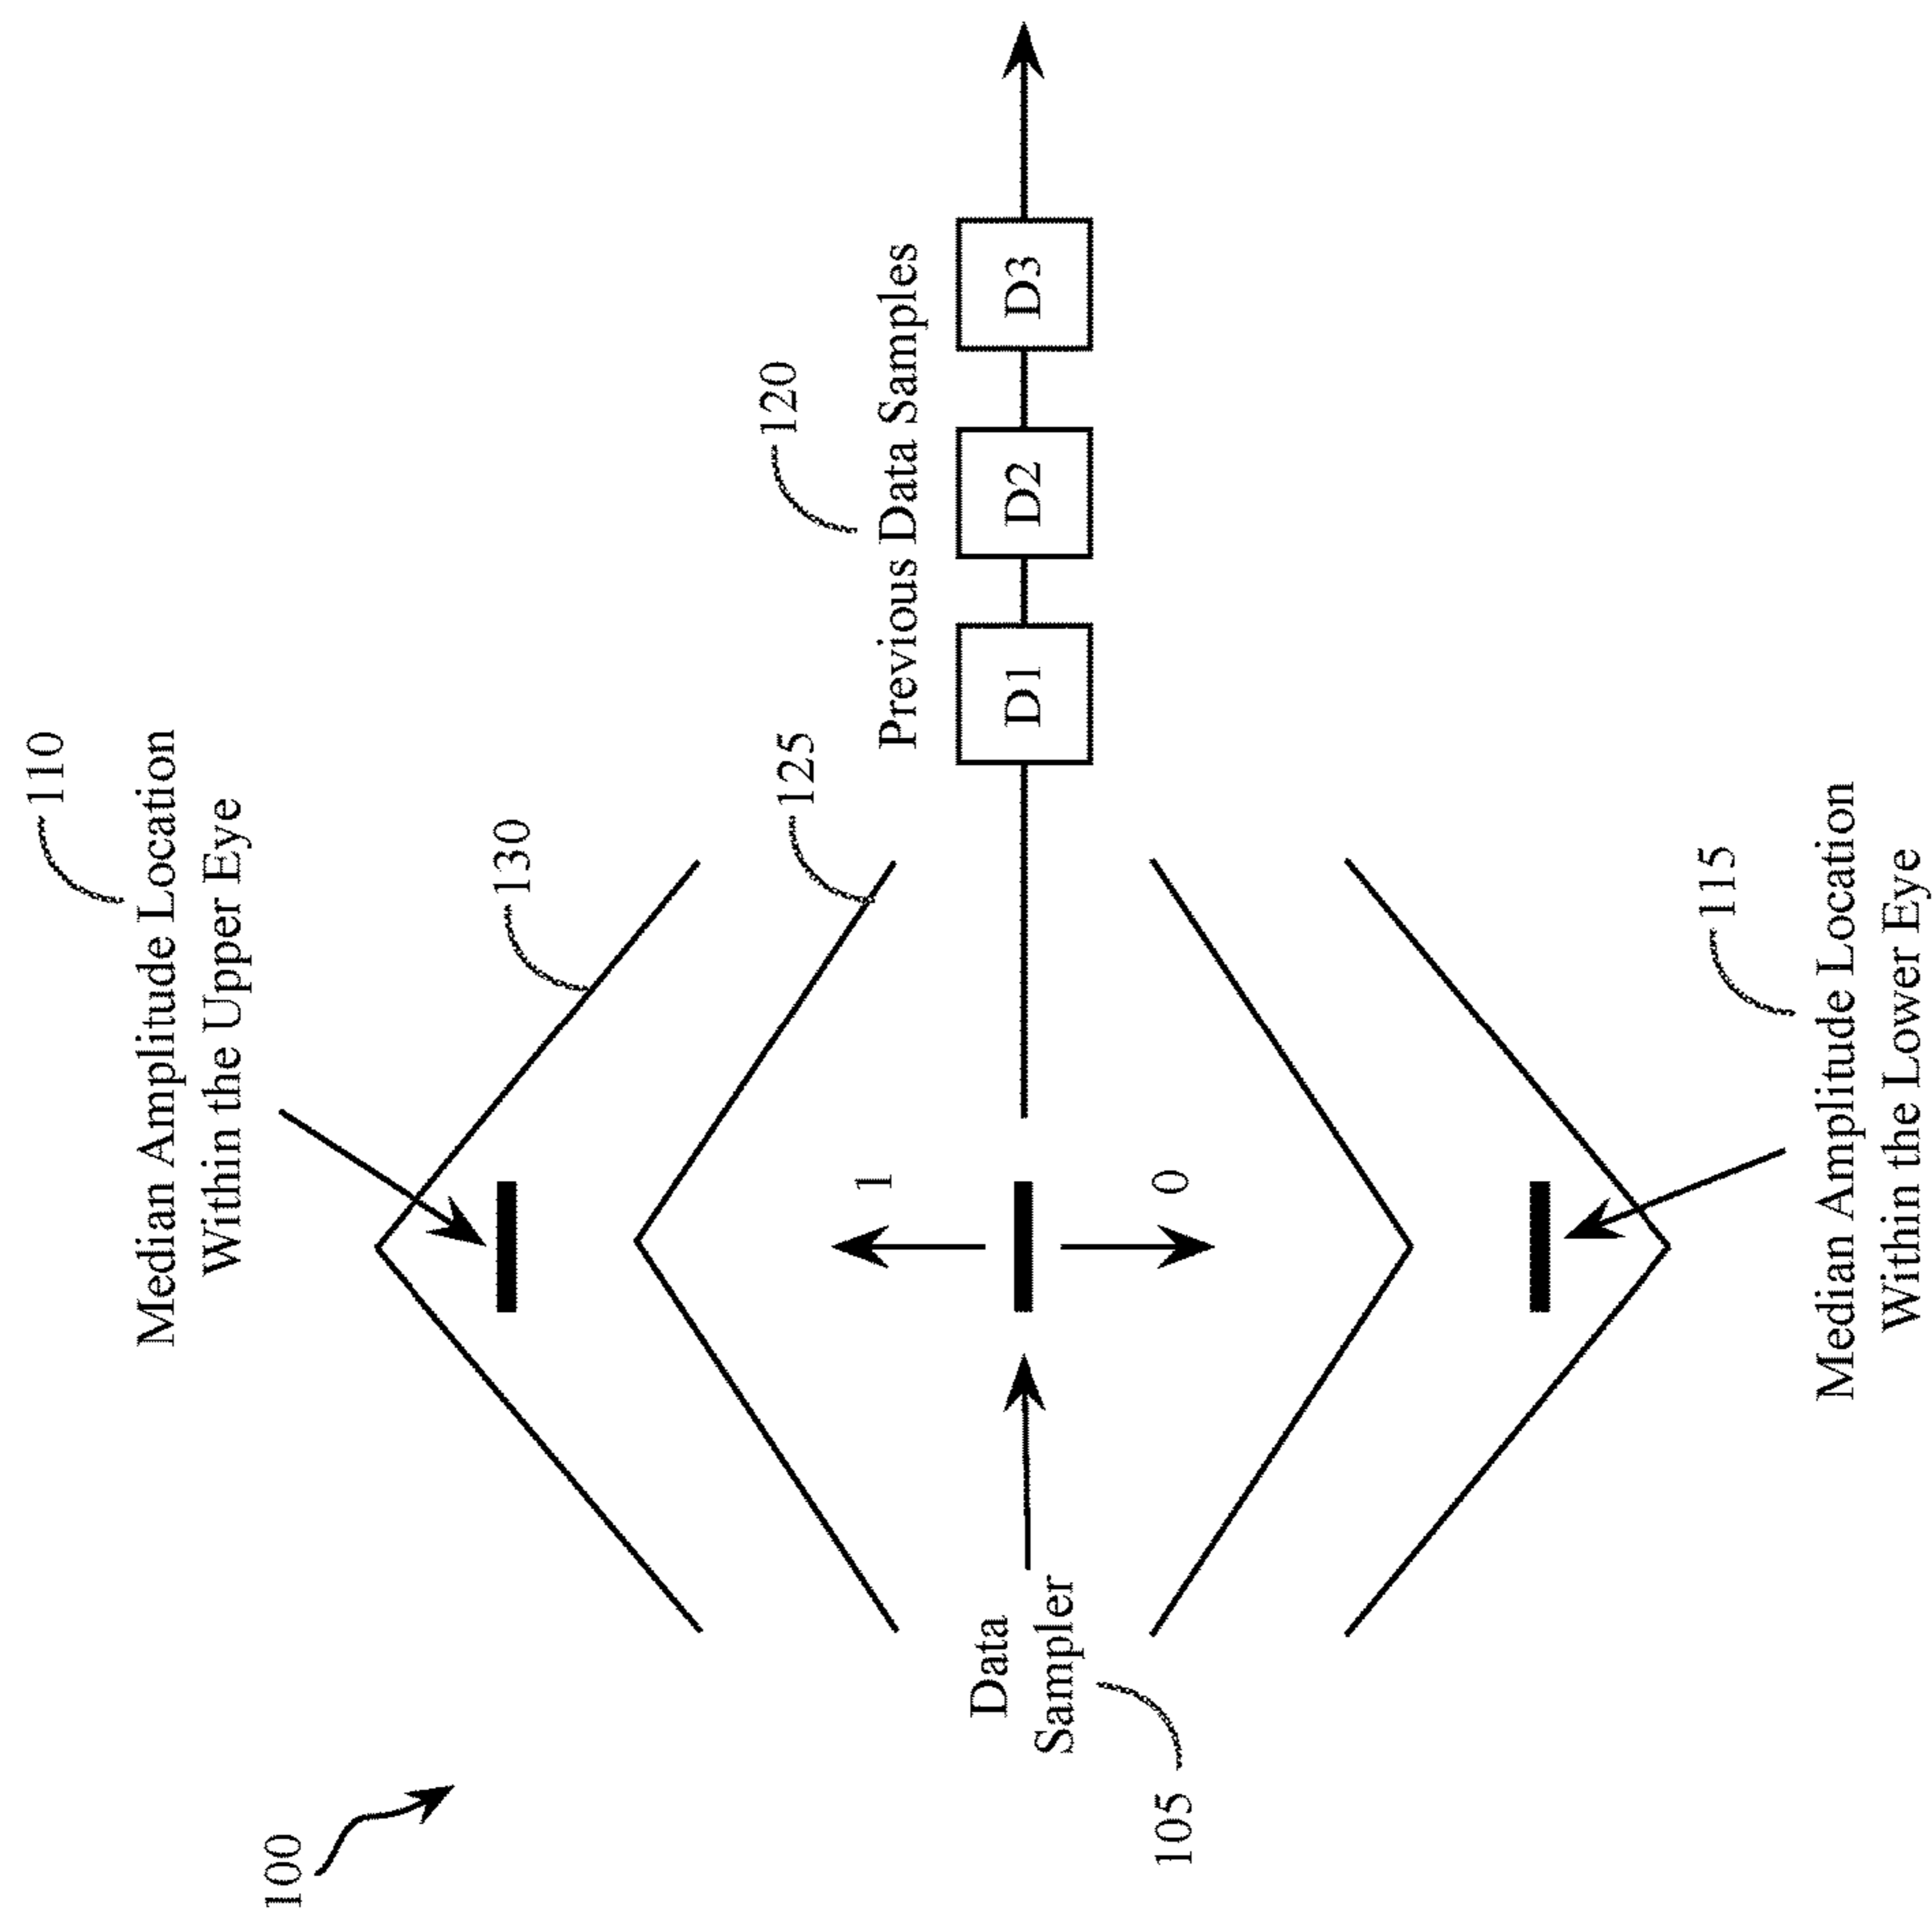 100
110
Median Amplitude Location
Within the Upper Eye
130
125
120
Previous Data Samples
1
0
Data
Sampler
105
D1
D2
D3
115
Median Amplitude Location
Within the Lower Eye